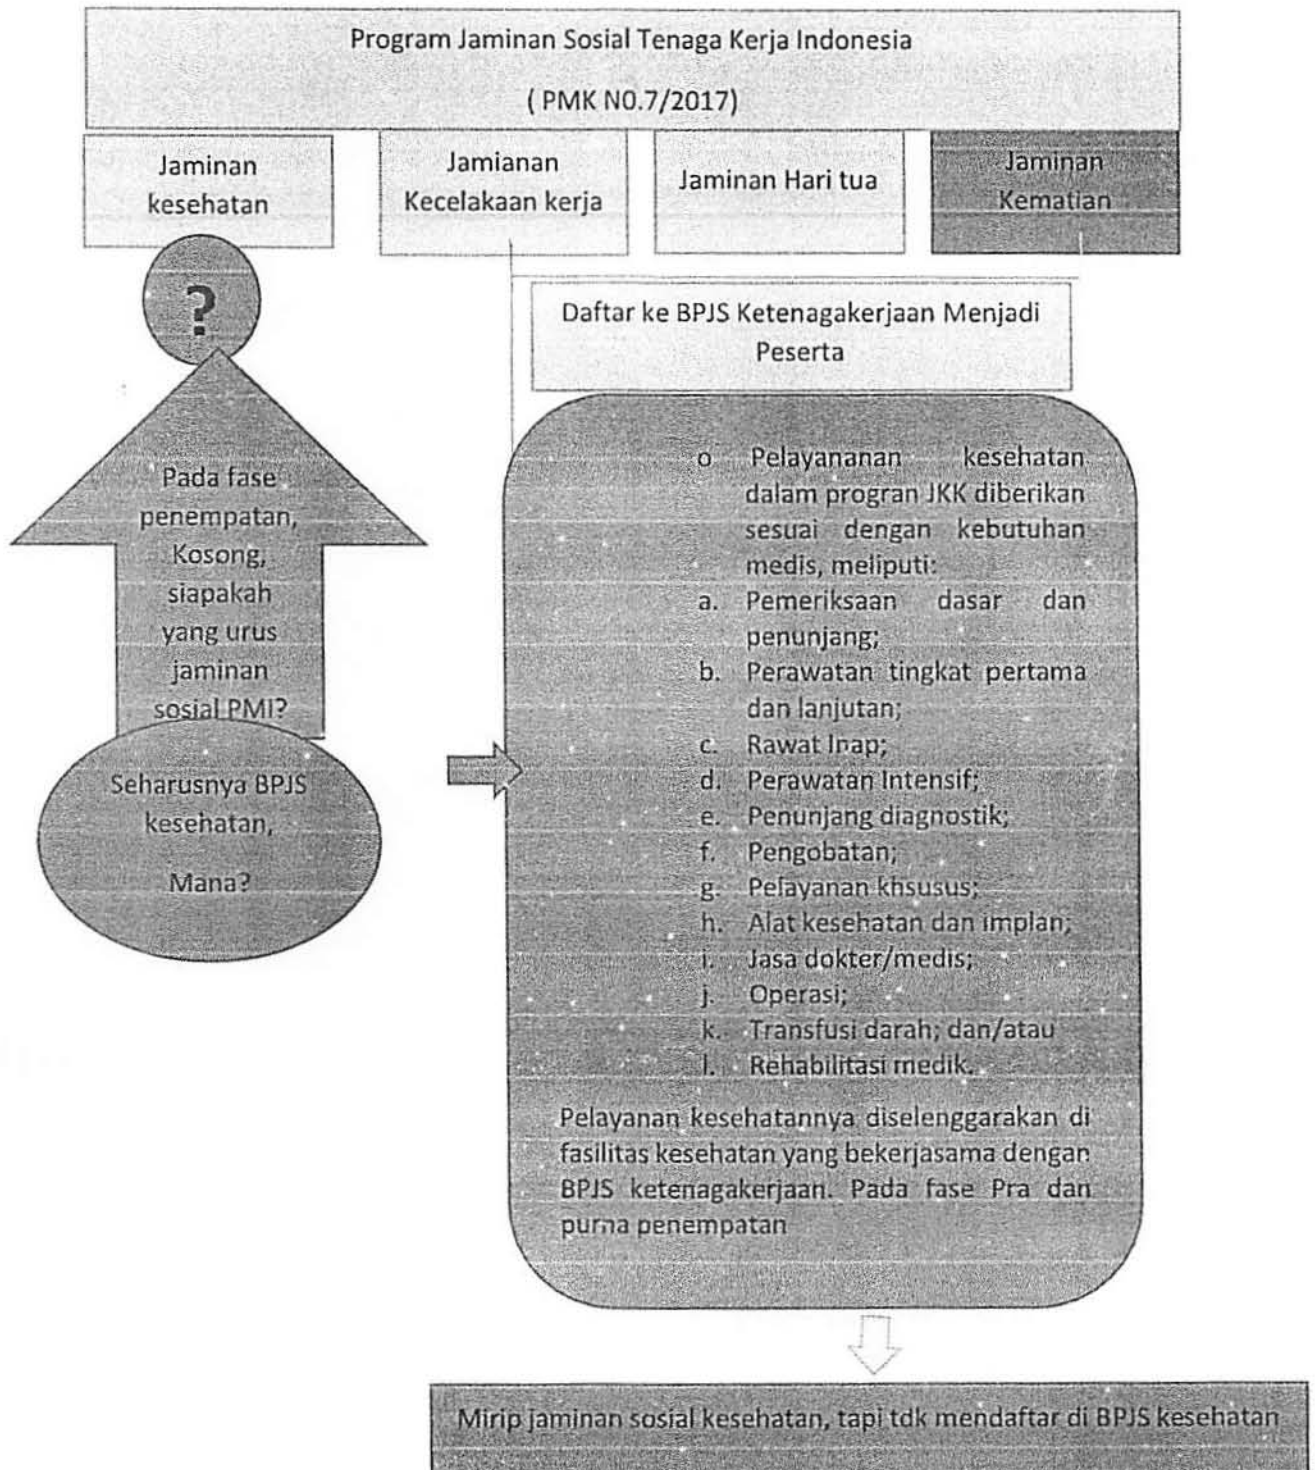 Program Jaminan Sosial Tenaga Kerja Indonesia
( PMK N0.7/2017)
Jaminan
kesehatan
Jamianan
Kecelakaan kerja
Jaminan Hari tua
Jaminan
Kematian
?
Daftar ke BPJS Ketenagakerjaan Menjadi
Peserta
Pada fase
penempatan,
Kosong,
siapakah
yang urus
jaminan
sosial PMI?
Seharusnya BPJS
kesehatan,
Mana?
o Pelayananan kesehatan
dalam progran JKK diberikan
sesuai dengan kebutuhan
medis, meliputi:
a. Pemeriksaan dasar dan
penunjang;
b. Perawatan tingkat pertama
dan lanjutan;
c. Rawat Inap;
d. Perawatan Intensif;
e. Penunjang diagnostik;
f. Pengobatan;
g. Pelayanan khsusus;
h. Alat kesehatan dan implan;
i. Jasa dokter/medis;
j. Operasi;
k. Transfusi darah; dan/atau
l. Rehabilitasi medik.
Pelayanan kesehatannya diselenggarakan di
fasilitas kesehatan yang bekerjasama dengan
BPJS ketenagakerjaan. Pada fase Pra dan
purna penempatan
Mirip jaminan sosial kesehatan, tapi tdk mendaftar di BPJS kesehatan